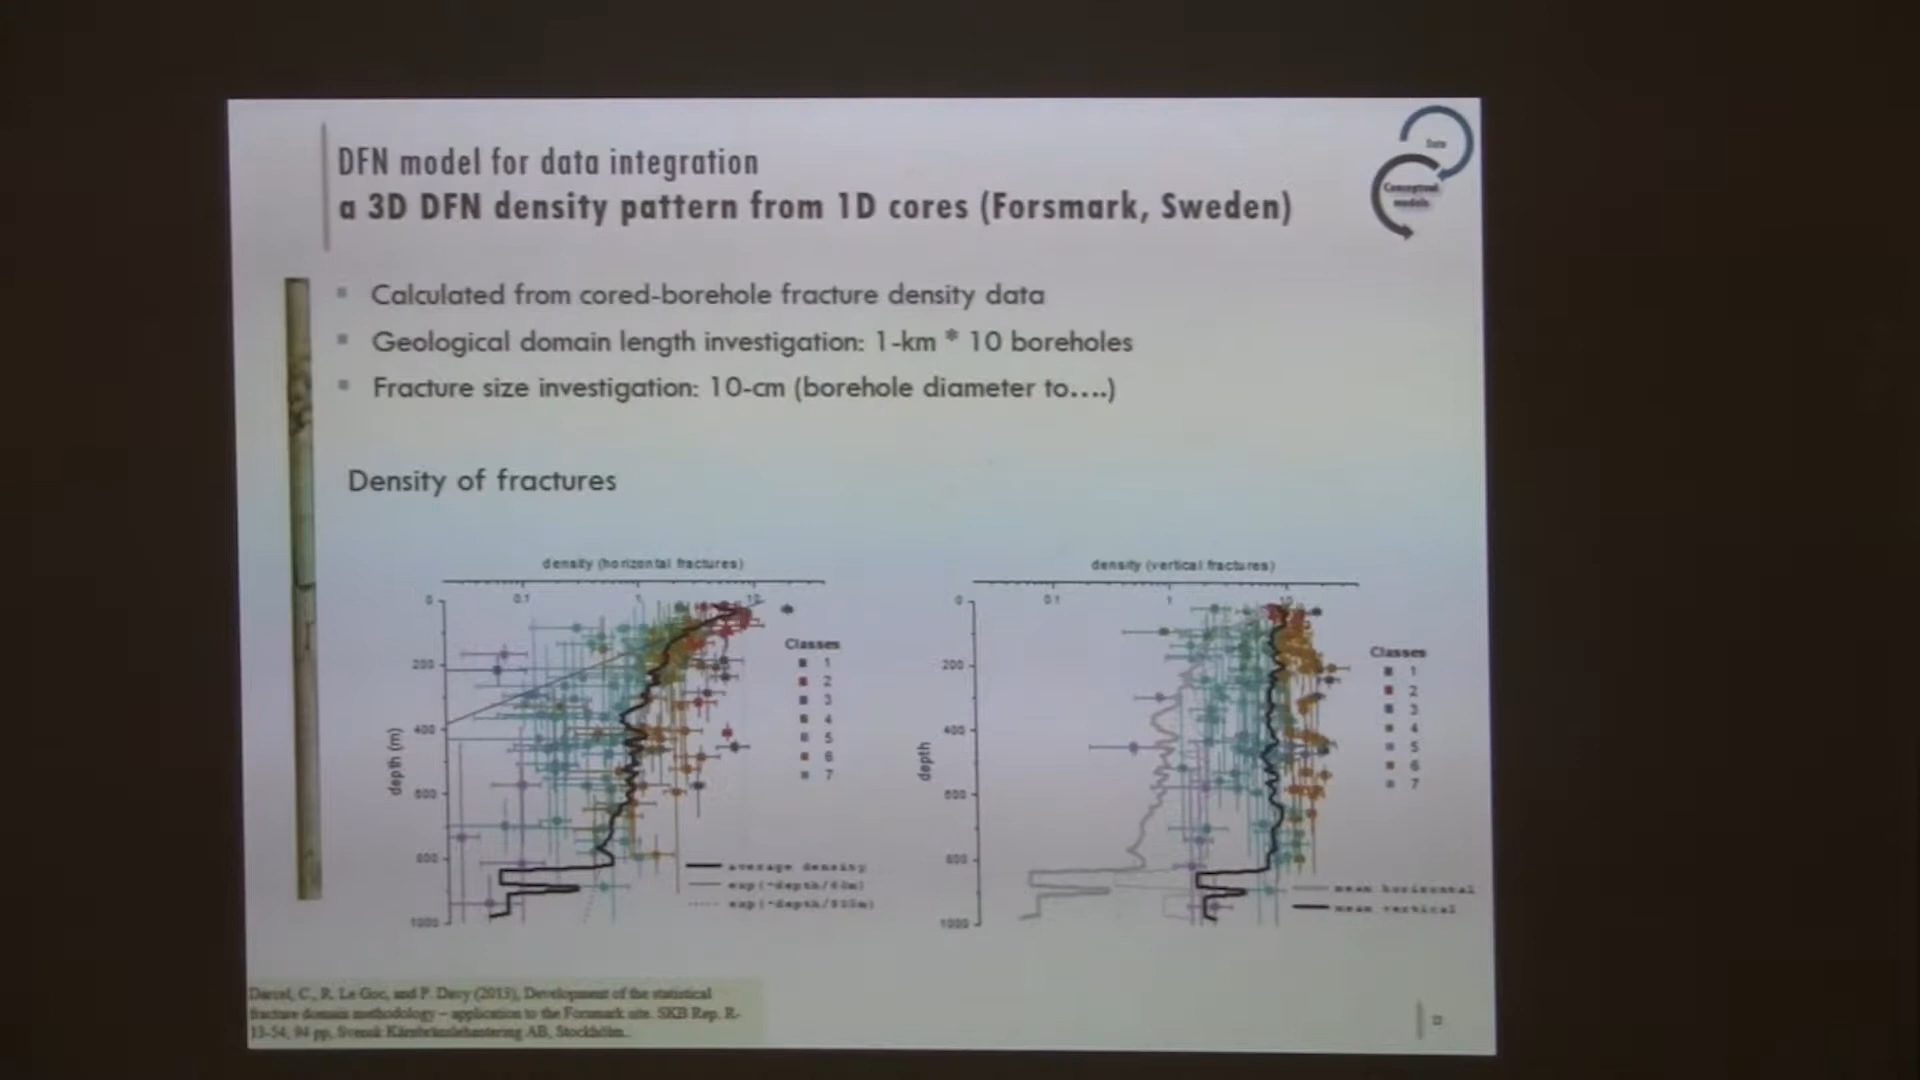 DFN model for data integration
a 3D DFN density pattern from 1D cores (Forsmark, Sweden)
Data
Conceptual
models
▪ Calculated from cored-borehole fracture density data
▪ Geological domain length investigation: 1-km * 10 boreholes
▪ Fracture size investigation: 10-cm (borehole diameter to....)
Density of fractures
density (horizontal fractures)
0.1 1 10
0
200
400
600
800
1000
depth (m)
Classes
1
2
3
4
5
6
7
average density
density (vertical fractures)
0.1 1 10
0
200
400
600
800
1000
depth
Classes
1
2
3
4
5
6
7
mean horizontal
mean vertical
Darcel, C., R. Le Goc, and P. Davy (2013), Development of the statistical
fracture domain methodology – application to the Forsmark site. SKB Rep. R-
13-54, 94 pp, Svensk Kärnbränslehantering AB, Stockholm.